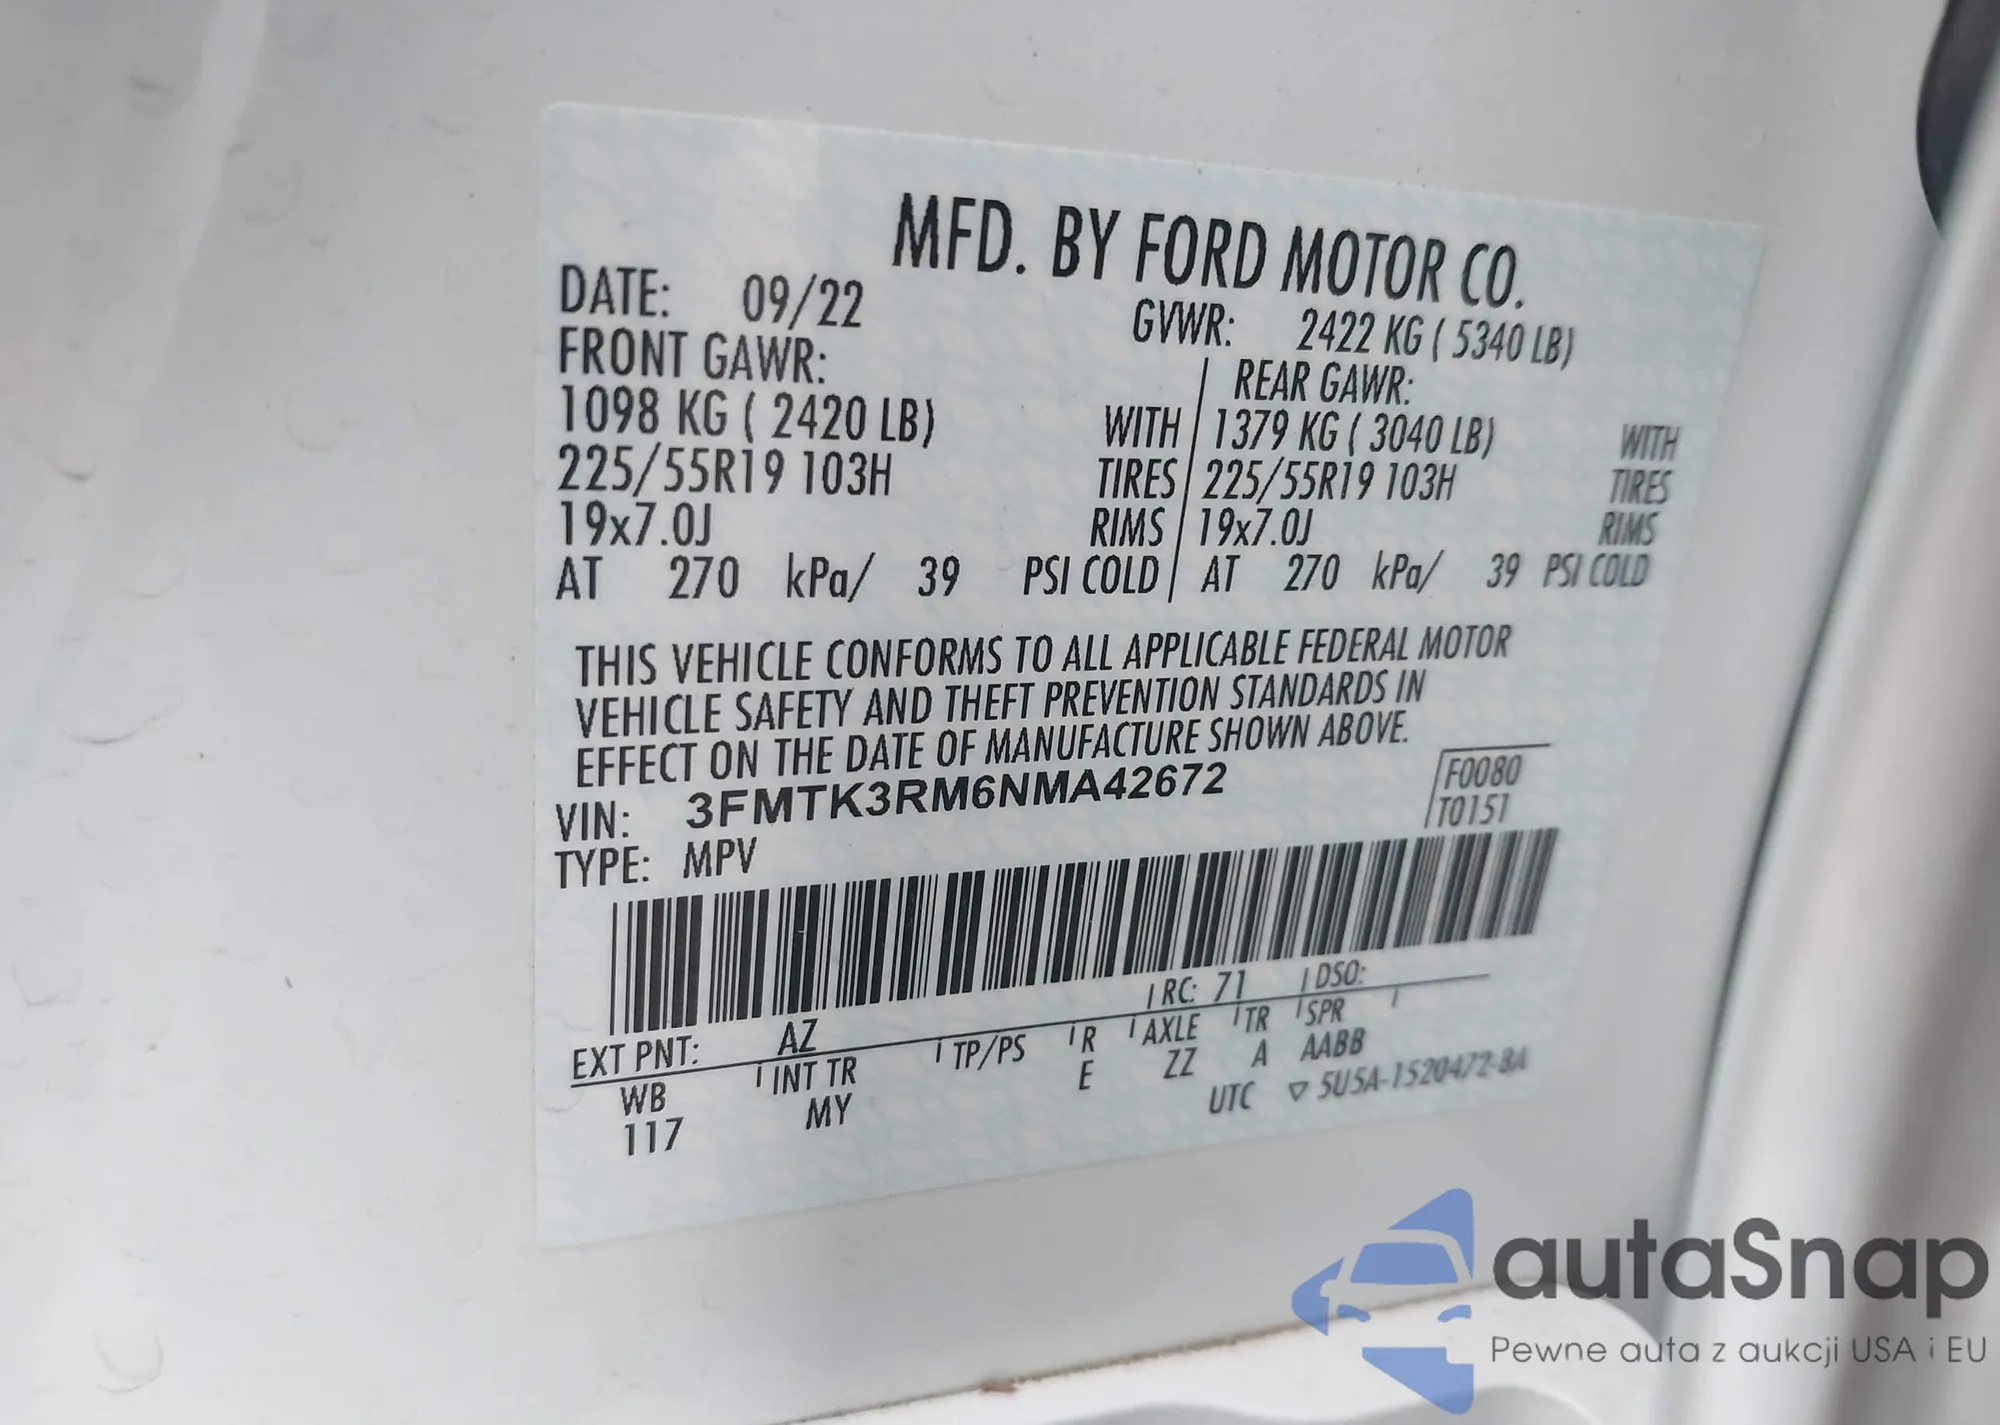 MFD. BY FORD MOTOR CO.
DATE: 09/22 GVWR: 2422 KG ( 5340 LB)
FRONT GAWR: REAR GAWR:
1098 KG ( 2420 LB) WITH 1379 KG ( 3040 LB) WITH
225/55R19 103H TIRES 225/55R19 103H TIRES
19x7.0J RIMS 19x7.0J RIMS
AT 270 kPa/ 39 PSI COLD AT 270 kPa/ 39 PSI COLD
THIS VEHICLE CONFORMS TO ALL APPLICABLE FEDERAL MOTOR
VEHICLE SAFETY AND THEFT PREVENTION STANDARDS IN
EFFECT ON THE DATE OF MANUFACTURE SHOWN ABOVE.
VIN: 3FMTK3RM6NMA42672 F0080
TYPE: MPV T0151
EXT PNT: AZ RC: 71 DSO:
WB INT TR TP/PS R AXLE TR SPR
117 MY E ZZ A AABB
UTC ▽ 5U5A-1520472-BA
autaSnap
Pewne auta z aukcji USA i EU